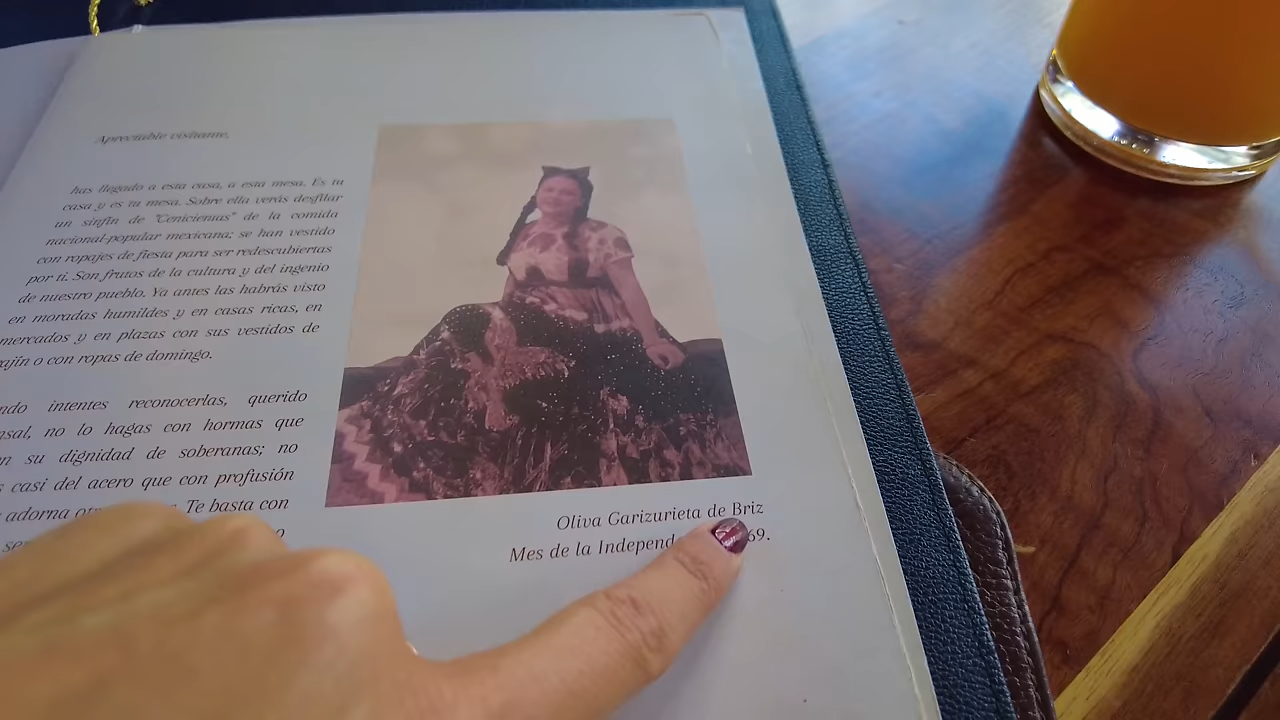 Apreciable visitante,
has llegado a esta casa, a esta mesa. Es tu
casa y es tu mesa. Sobre ella verás desfilar
un sinfín de "Cenicientas" de la comida
nacional-popular mexicana; se han vestido
con ropajes de fiesta para ser redescubiertas
por ti. Son frutos de la cultura y del ingenio
de nuestro pueblo. Ya antes las habrás visto
en moradas humildes y en casas ricas, en
mercados y en plazas con sus vestidos de
o con ropas de domingo.
intentes reconocerlas, querido
no lo hagas con hormas que
su dignidad de soberanas; no
casi del acero que con profusión
adorna Te basta con
Oliva Garizurieta de Briz
Mes de la 69.